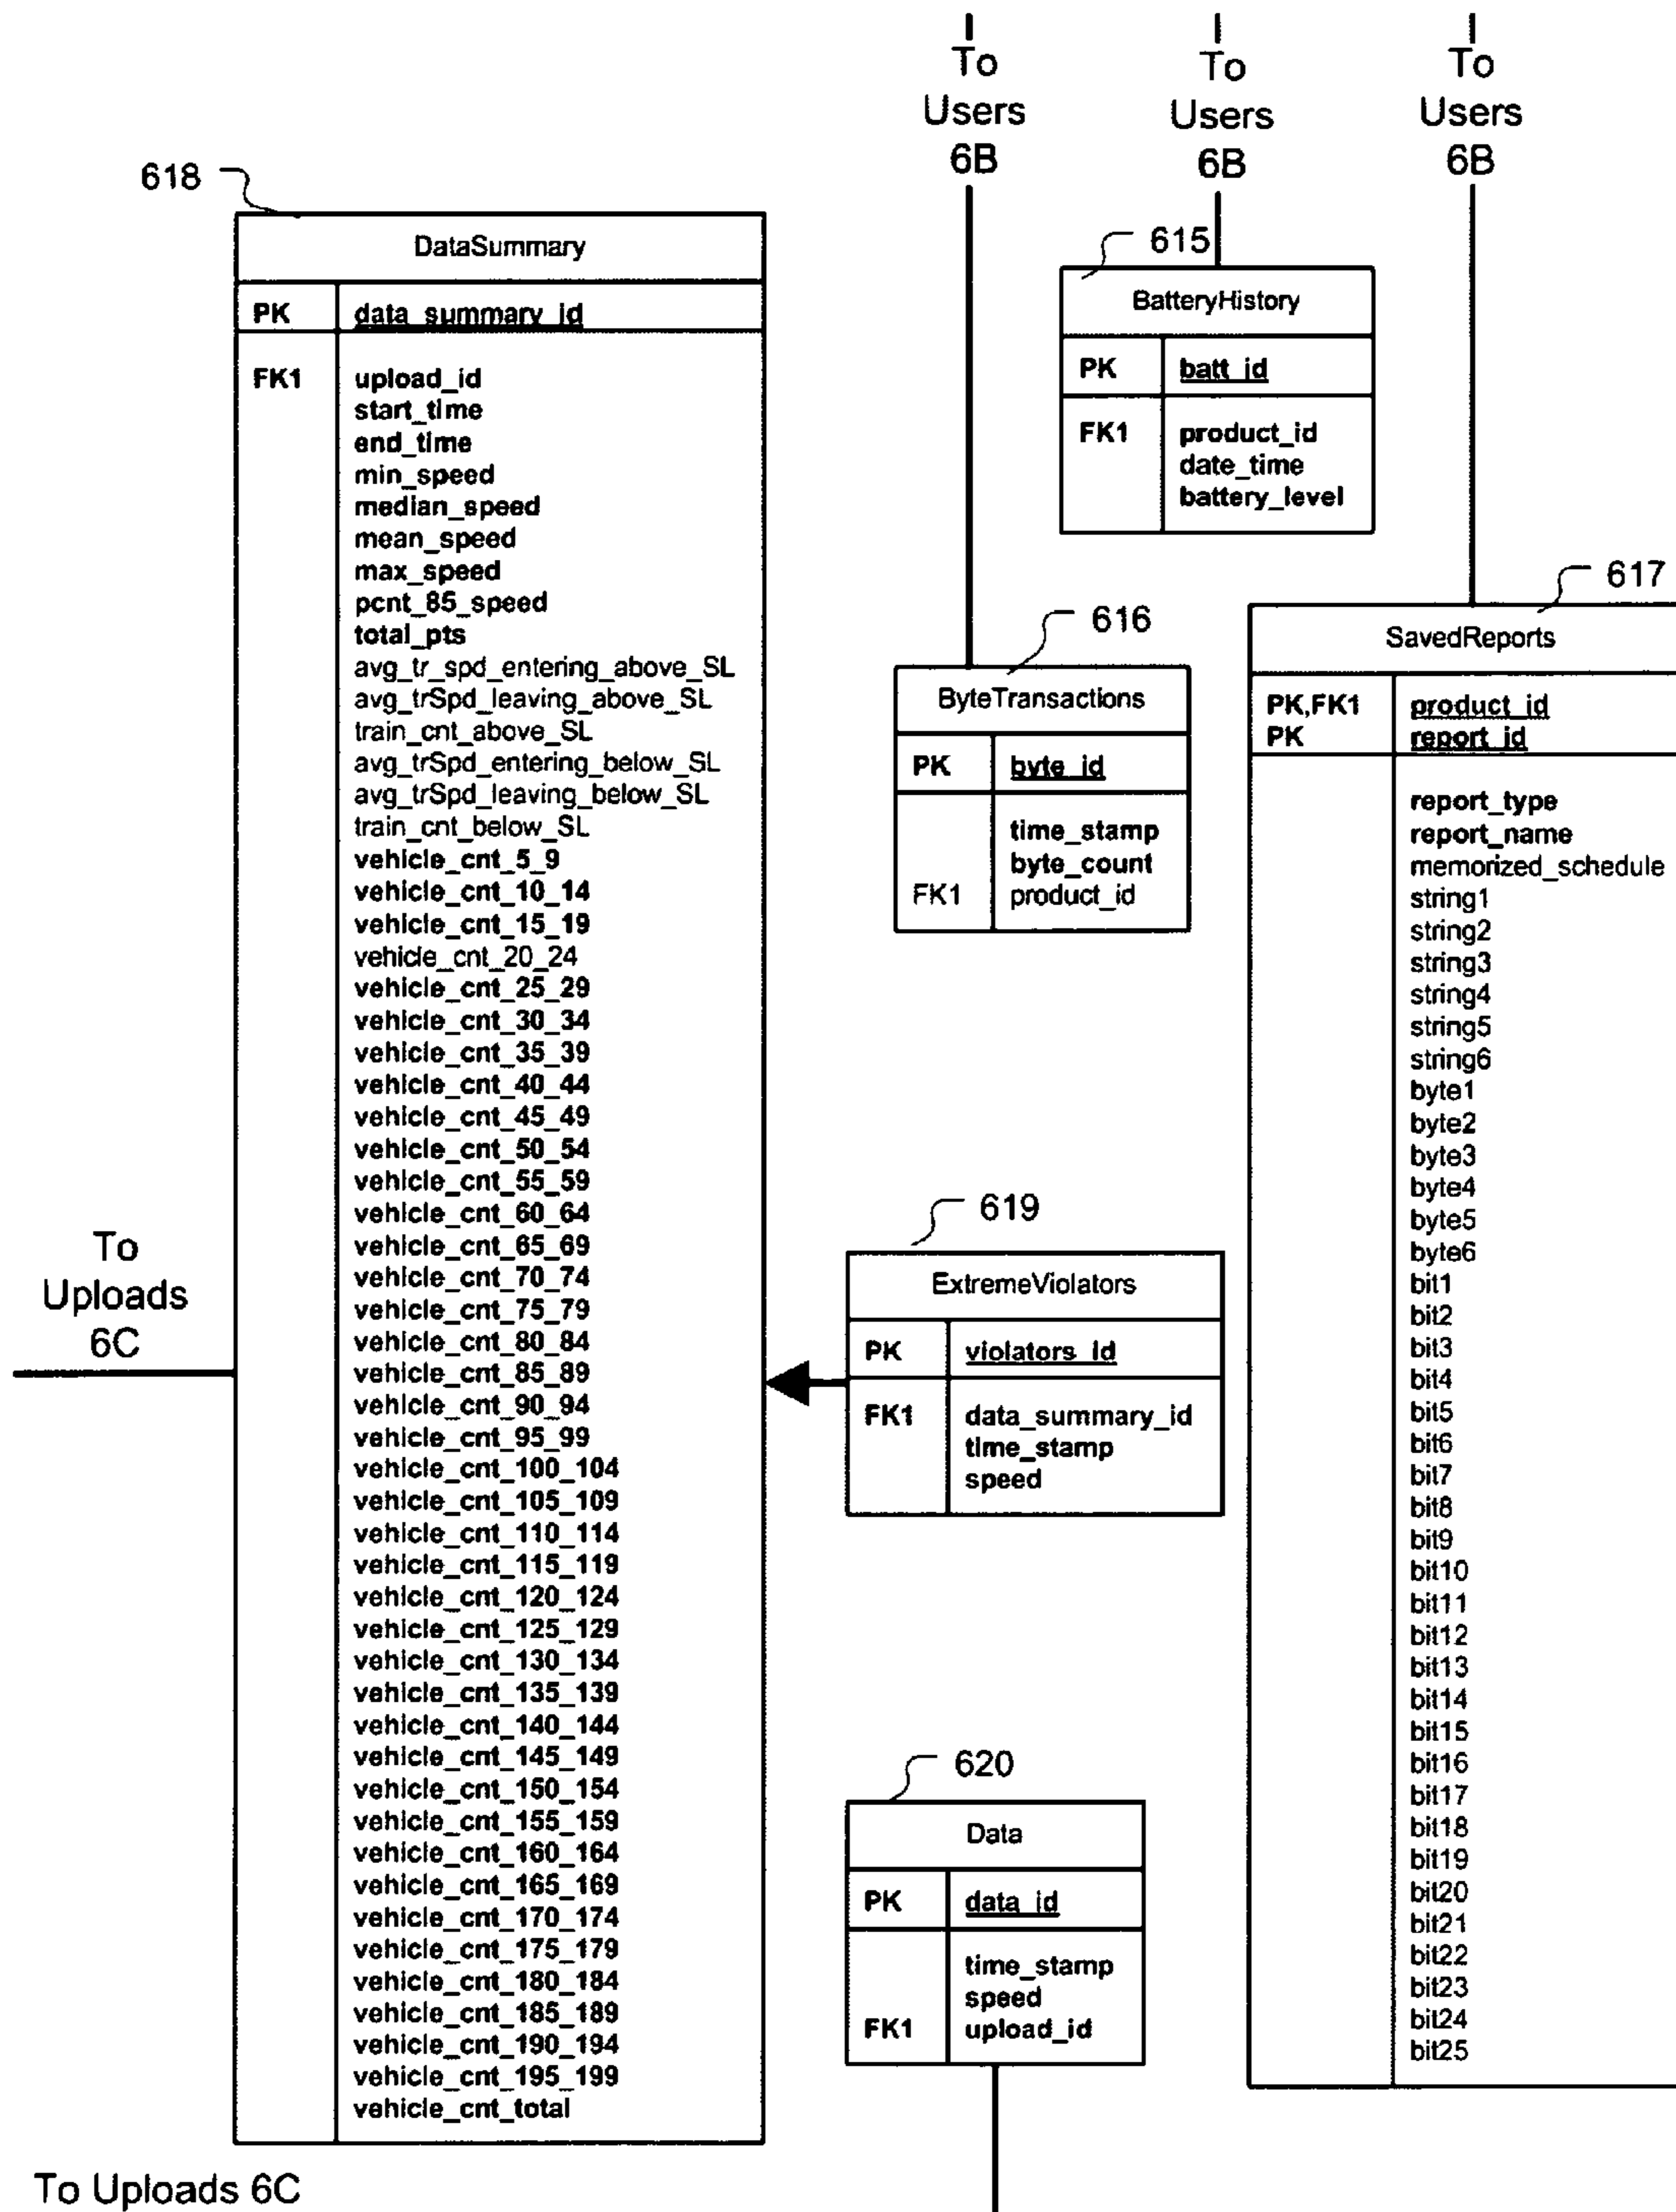 To
Users
6B
To
Users
6B
To
Users
6B
618
DataSummary
PK data_summary_id
FK1 upload_id
start_time
end_time
min_speed
median_speed
mean_speed
max_speed
pcnt_85_speed
total_pts
avg_tr_spd_entering_above_SL
avg_trSpd_leaving_above_SL
train_cnt_above_SL
avg_trSpd_entering_below_SL
avg_trSpd_leaving_below_SL
train_cnt_below_SL
vehicle_cnt_5_9
vehicle_cnt_10_14
vehicle_cnt_15_19
vehicle_cnt_20_24
vehicle_cnt_25_29
vehicle_cnt_30_34
vehicle_cnt_35_39
vehicle_cnt_40_44
vehicle_cnt_45_49
vehicle_cnt_50_54
vehicle_cnt_55_59
vehicle_cnt_60_64
vehicle_cnt_65_69
vehicle_cnt_70_74
vehicle_cnt_75_79
vehicle_cnt_80_84
vehicle_cnt_85_89
vehicle_cnt_90_94
vehicle_cnt_95_99
vehicle_cnt_100_104
vehicle_cnt_105_109
vehicle_cnt_110_114
vehicle_cnt_115_119
vehicle_cnt_120_124
vehicle_cnt_125_129
vehicle_cnt_130_134
vehicle_cnt_135_139
vehicle_cnt_140_144
vehicle_cnt_145_149
vehicle_cnt_150_154
vehicle_cnt_155_159
vehicle_cnt_160_164
vehicle_cnt_165_169
vehicle_cnt_170_174
vehicle_cnt_175_179
vehicle_cnt_180_184
vehicle_cnt_185_189
vehicle_cnt_190_194
vehicle_cnt_195_199
vehicle_cnt_total
To
Uploads
6C
615
BatteryHistory
PK batt_id
FK1 product_id
date_time
battery_level
616
ByteTransactions
PK byte_id
time_stamp
byte_count
FK1 product_id
617
SavedReports
PK,FK1 product_id
PK report_id
report_type
report_name
memorized_schedule
string1
string2
string3
string4
string5
string6
byte1
byte2
byte3
byte4
byte5
byte6
bit1
bit2
bit3
bit4
bit5
bit6
bit7
bit8
bit9
bit10
bit11
bit12
bit13
bit14
bit15
bit16
bit17
bit18
bit19
bit20
bit21
bit22
bit23
bit24
bit25
619
ExtremeViolators
PK violators_id
FK1 data_summary_id
time_stamp
speed
620
Data
PK data_id
time_stamp
speed
FK1 upload_id
To Uploads 6C